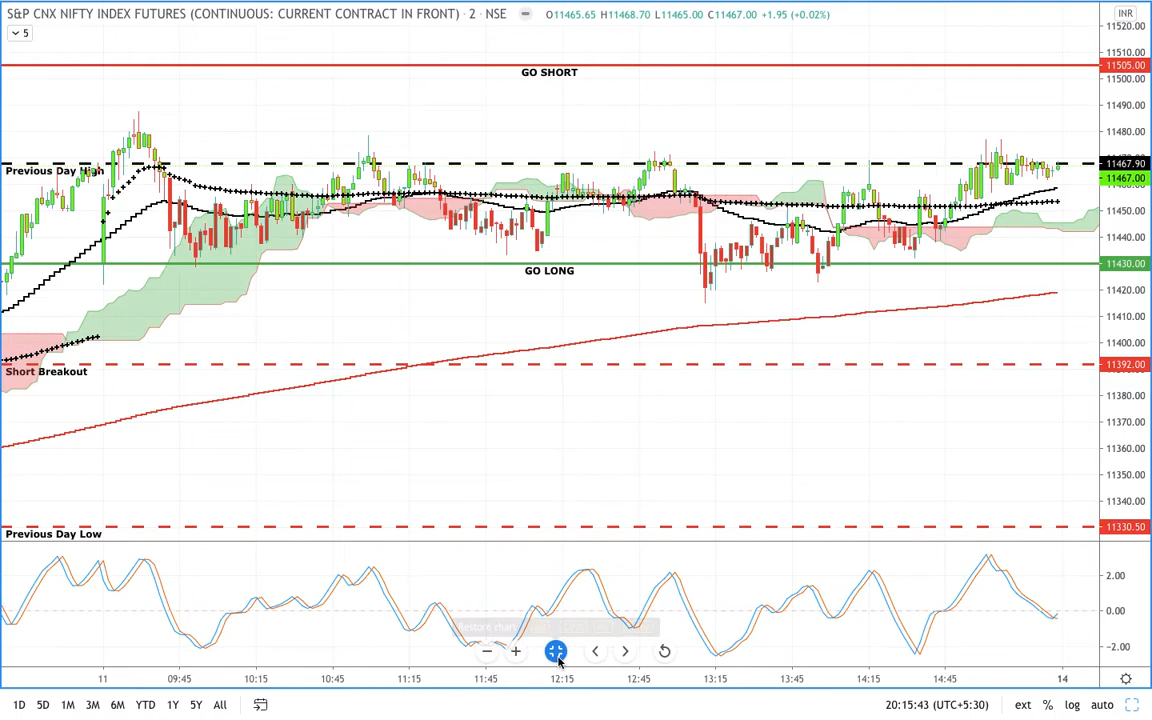 S&P CNX NIFTY INDEX FUTURES (CONTINUOUS: CURRENT CONTRACT IN FRONT) · 2 · NSE O11465.65 H11468.70 L11465.00 C11467.00 +1.95 (+0.02%)
INR
5
11520.00
11510.00
11505.00
GO SHORT
11500.00
11490.00
11480.00
11467.90
Previous Day High
11467.00
11450.00
11440.00
11430.00
GO LONG
11420.00
11410.00
11400.00
11392.00
Short Breakout
11380.00
11370.00
11360.00
11350.00
11340.00
11330.50
Previous Day Low
2.00
0.00
Restore chart
−2.00
11 09:45 10:15 10:45 11:15 11:45 12:15 12:45 13:15 13:45 14:15 14:45 14
1D 5D 1M 3M 6M YTD 1Y 5Y All 20:15:43 (UTC+5:30) ext % log auto